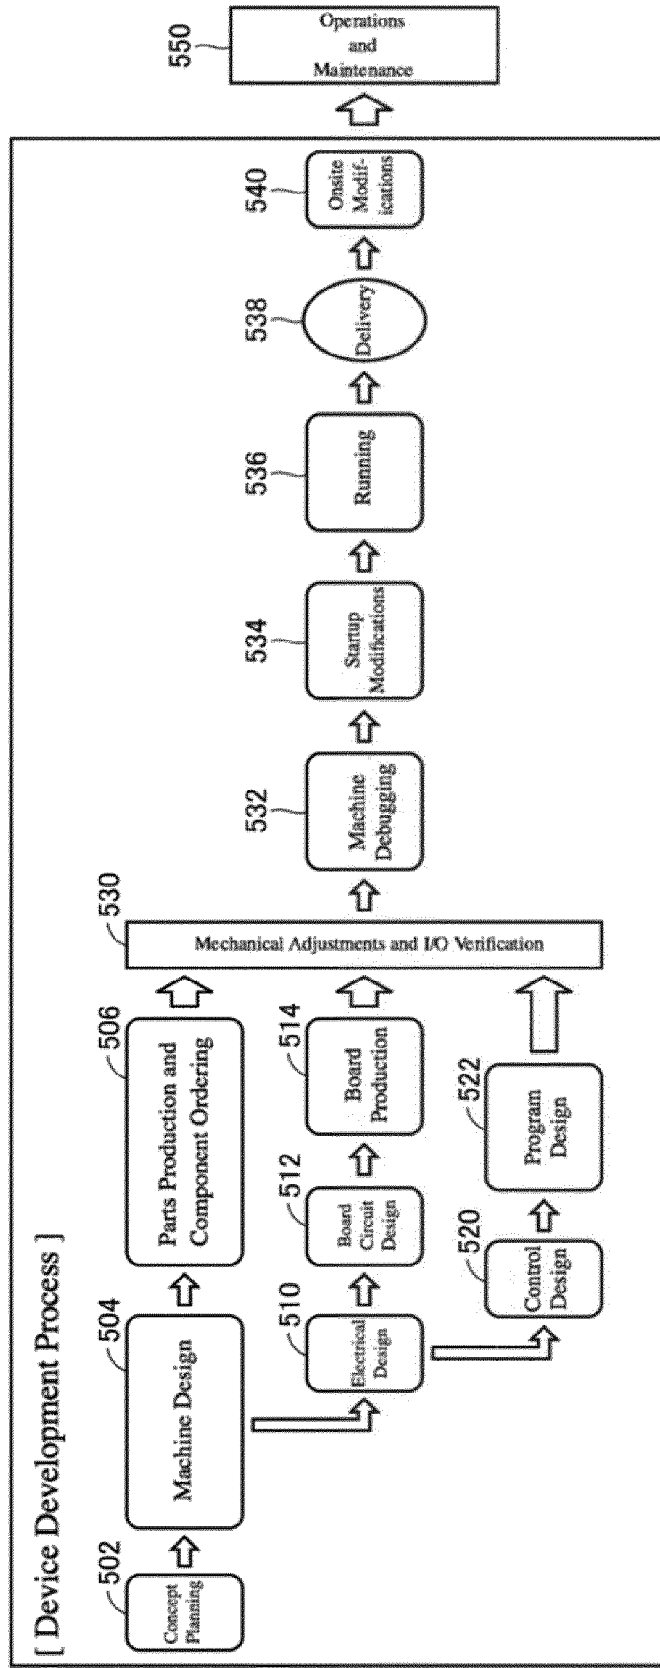 [ Device Development Process ]
502
Concept
Planning
504
Machine Design
506
Parts Production and
Component Ordering
510
Electrical
Design
512
Board
Circuit
Design
514
Board
Production
520
Control
Design
522
Program
Design
530
Mechanical Adjustments and I/O Verification
532
Machine
Debugging
534
Startup
Modifications
536
Running
538
Delivery
540
Onsite
Modif-
ications
550
Operations
and
Maintenance